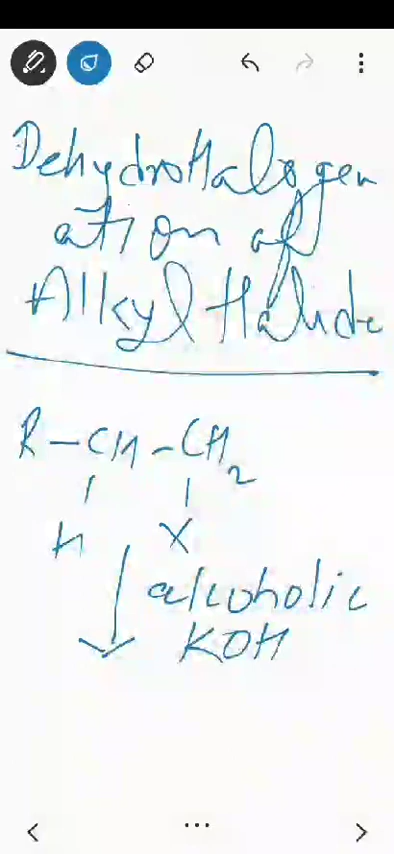 DehydroHalogen
ation of
Alkyl Halide
R-CH-CH2
H X
alcoholic
KOH